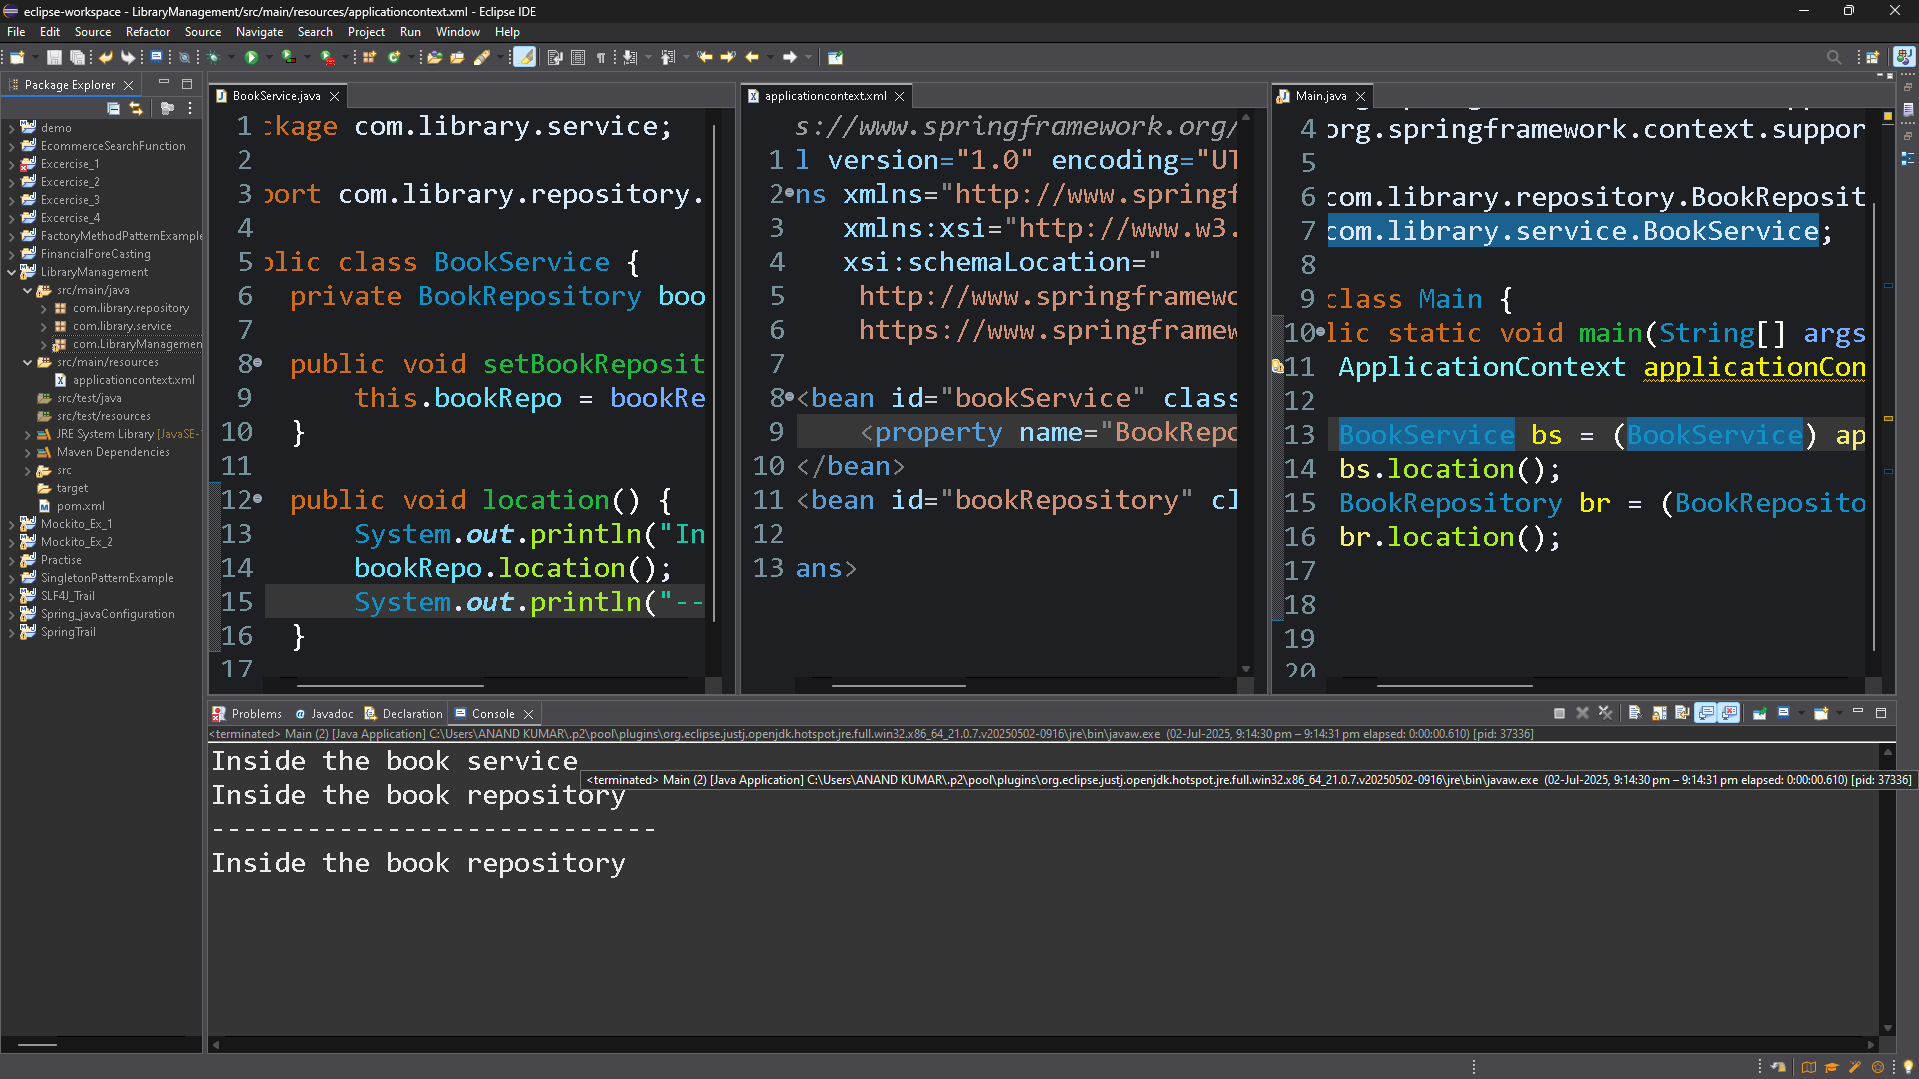 eclipse-workspace - LibraryManagement/src/main/resources/applicationcontext.xml - Eclipse IDE
File Edit Source Refactor Source Navigate Search Project Run Window Help
Package Explorer
demo
EcommerceSearchFunction
Excercise_1
Excercise_2
Excercise_3
Excercise_4
FactoryMethodPatternExample
FinancialForeCasting
LibraryManagement
src/main/java
com.library.repository
com.library.service
com.LibraryManagemen
src/main/resources
applicationcontext.xml
src/test/java
src/test/resources
JRE System Library [JavaSE-
Maven Dependencies
src
target
pom.xml
Mockito_Ex_1
Mockito_Ex_2
Practise
SingletonPatternExample
SLF4J_Trail
Spring_javaConfiguration
SpringTrail
BookService.java
1 ckage com.library.service;
2
3 port com.library.repository.
4
5 blic class BookService {
6 private BookRepository boo
7
8 public void setBookReposit
9 this.bookRepo = bookRe
10 }
11
12 public void location() {
13 System.out.println("In
14 bookRepo.location();
15 System.out.println("--
16 }
17
applicationcontext.xml
s://www.springframework.org/
1 l version="1.0" encoding="UT
2 ns xmlns="http://www.springf
3 xmlns:xsi="http://www.w3.
4 xsi:schemaLocation="
5 http://www.springframewo
6 https://www.springframew
7
8 <bean id="bookService" class
9 <property name="BookRepo
10 </bean>
11 <bean id="bookRepository" cl
12
13 ans>
Main.java
4 org.springframework.context.suppor
5
6 com.library.repository.BookReposit
7 com.library.service.BookService;
8
9 class Main {
10 lic static void main(String[] args
11 ApplicationContext applicationCon
12
13 BookService bs = (BookService) ap
14 bs.location();
15 BookRepository br = (BookReposito
16 br.location();
17
18
19
20
Problems Javadoc Declaration Console
<terminated> Main (2) [Java Application] C:\Users\ANAND KUMAR\.p2\pool\plugins\org.eclipse.justj.openjdk.hotspot.jre.full.win32.x86_64_21.0.7.v20250502-0916\jre\bin\javaw.exe (02-Jul-2025, 9:14:30 pm – 9:14:31 pm elapsed: 0:00:00.610) [pid: 37336]
Inside the book service
<terminated> Main (2) [Java Application] C:\Users\ANAND KUMAR\.p2\pool\plugins\org.eclipse.justj.openjdk.hotspot.jre.full.win32.x86_64_21.0.7.v20250502-0916\jre\bin\javaw.exe (02-Jul-2025, 9:14:30 pm – 9:14:31 pm elapsed: 0:00:00.610) [pid: 37336]
Inside the book repository
----------------------------
Inside the book repository